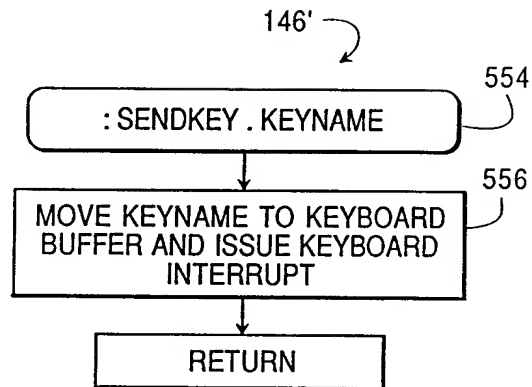 146'
554
:SENDKEY.KEYNAME
556
MOVE KEYNAME TO KEYBOARD
BUFFER AND ISSUE KEYBOARD
INTERRUPT
RETURN